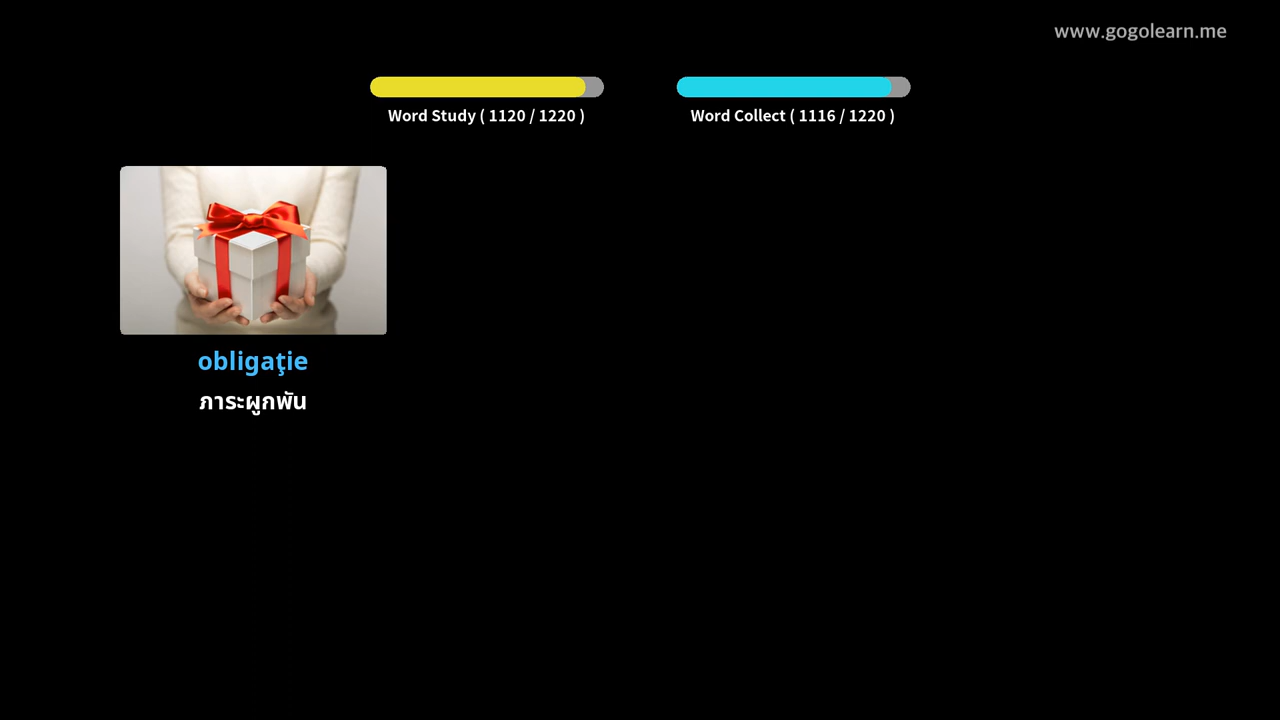 www.gogolearn.me
Word Study ( 1120 / 1220 )
Word Collect ( 1116 / 1220 )
obligaţie
ภาระผูกพัน